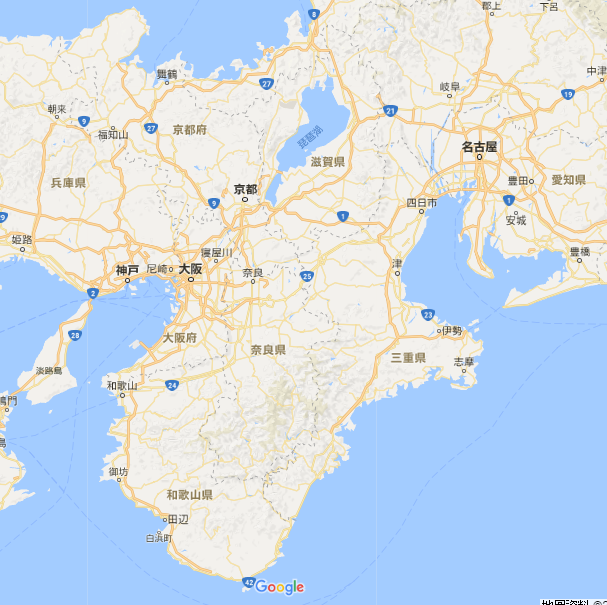 郡上
下呂
8
舞鶴
27
中津
岐阜
19
朝来
9
福知山
27
京都府
21
琵琶湖
滋賀県
名古屋
兵庫県
京都
豊田
愛知県
9
1
四日市
1
安城
姫路
寝屋川
豊橋
神戸
尼崎
大阪
奈良
25
津
2
28
大阪府
23
伊勢
奈良県
三重県
志摩
淡路島
24
和歌山
鳴門
島
御坊
和歌山県
田辺
白浜町
42
Google